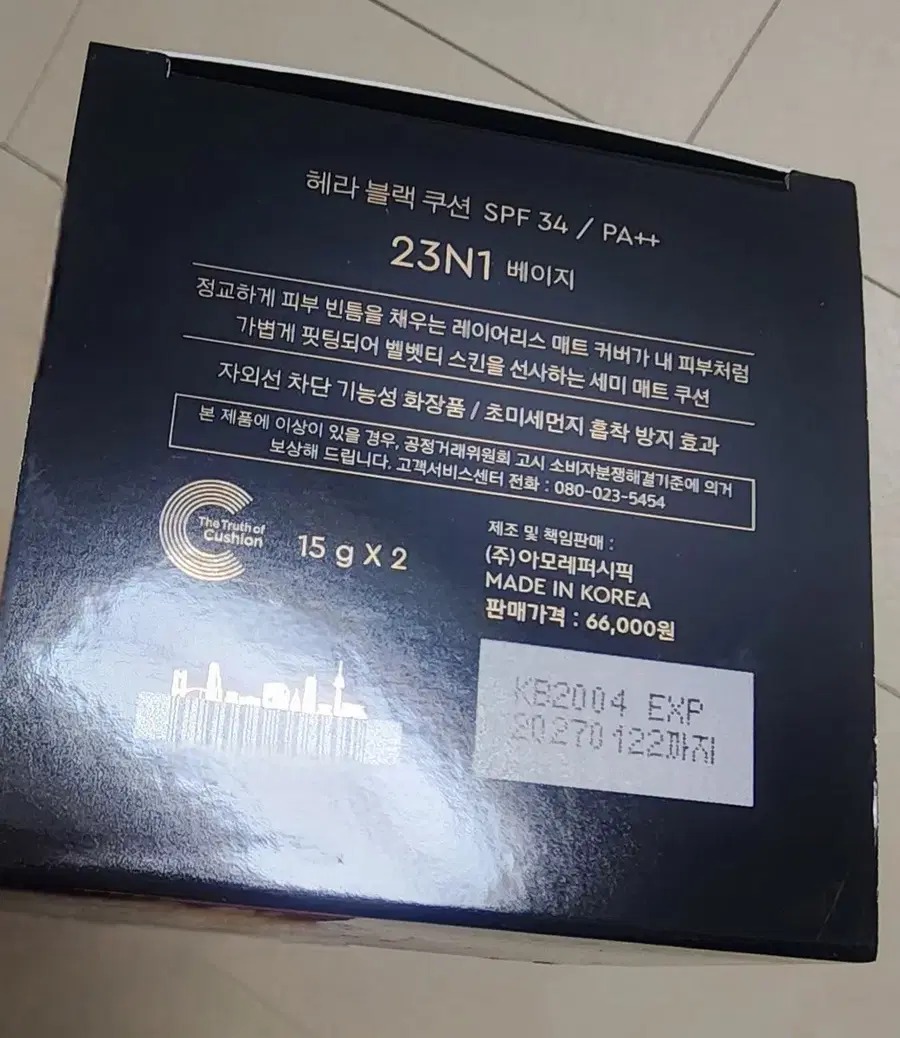 헤라 블랙 쿠션 SPF 34 / PA++
23N1 베이지
정교하게 피부 빈틈을 채우는 레이어리스 매트 커버가 내 피부처럼
가볍게 핏팅되어 벨벳티 스킨을 선사하는 세미 매트 쿠션
자외선 차단 기능성 화장품 / 초미세먼지 흡착 방지 효과
본 제품에 이상이 있을 경우, 공정거래위원회 고시 소비자분쟁해결기준에 의거
보상해 드립니다. 고객서비스센터 전화 : 080-023-5454
The Truth of
Cushion
15 g X 2
제조 및 책임판매 :
(주)아모레퍼시픽
MADE IN KOREA
판매가격 : 66,000원
KB2004 EXP
20270122까지